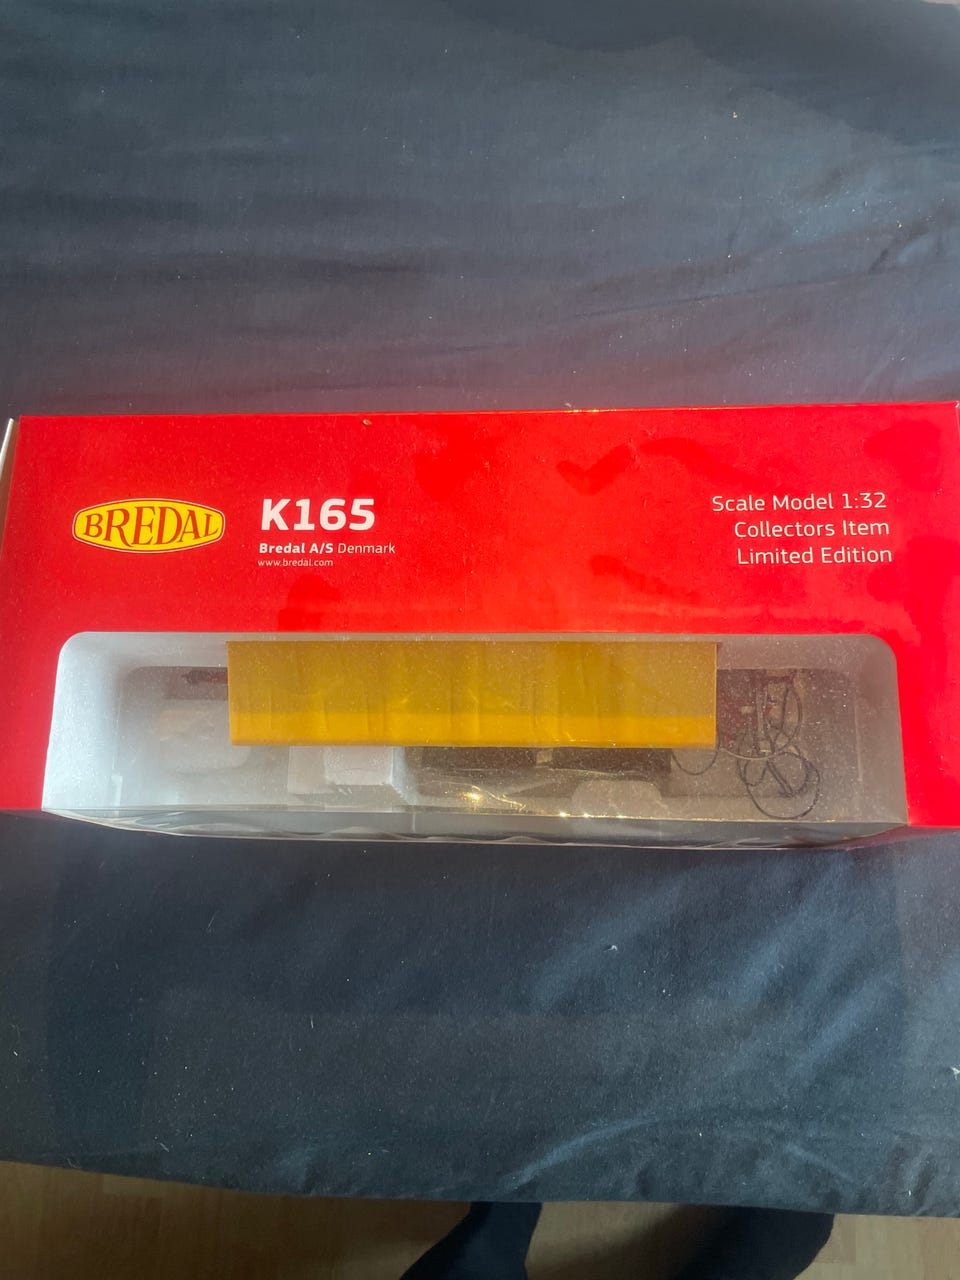 BREDAL
K165
Bredal A/S Denmark
www.bredal.com
Scale Model 1:32
Collectors Item
Limited Edition